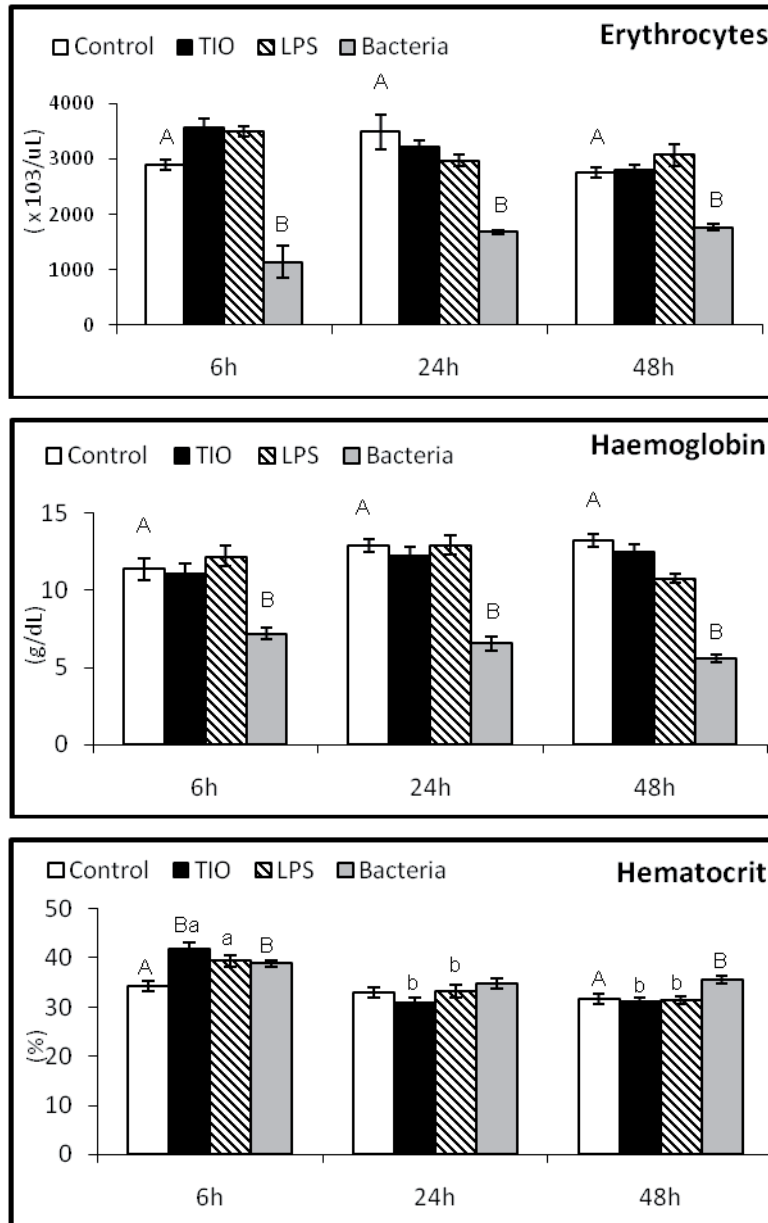 Erythrocytes
Control TIO LPS Bacteria
A
A
A
B
B
B
4000
3000
2000
1000
0
( x 103/uL)
6h 24h 48h
Haemoglobin
Control TIO LPS Bacteria
A
A
A
B
B
B
15
10
5
0
(g/dL)
6h 24h 48h
Hematocrit
Control TIO LPS Bacteria
A Ba a B
b b
A b b B
50
40
30
20
10
0
(%)
6h 24h 48h